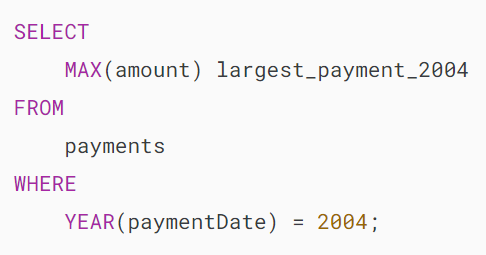 SELECT
MAX(amount) largest_payment_2004
FROM
payments
WHERE
YEAR(paymentDate) = 2004;